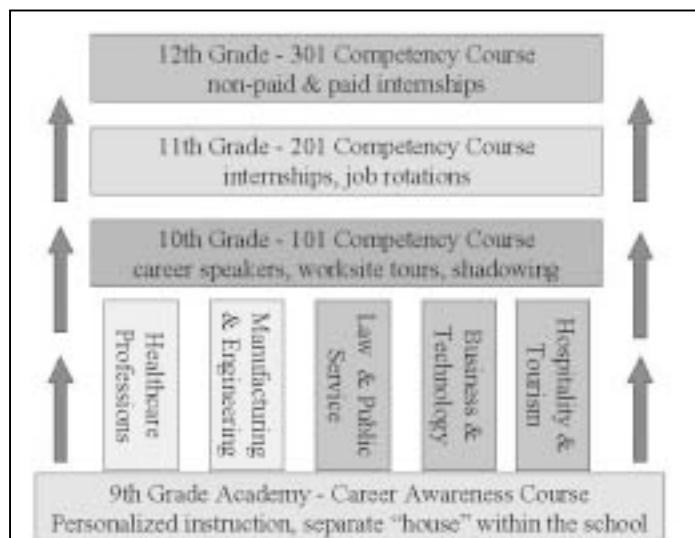 12th Grade - 301 Competency Course
non-paid & paid internships
11th Grade - 201 Competency Course
internships, job rotations
10th Grade - 101 Competency Course
career speakers, worksite tours, shadowing
Healthcare
Professions
Manufacturing
& Engineering
Law & Public
Service
Business &
Technology
Hospitality &
Tourism
9th Grade Academy - Career Awareness Course
Personalized instruction, separate “house” within the school